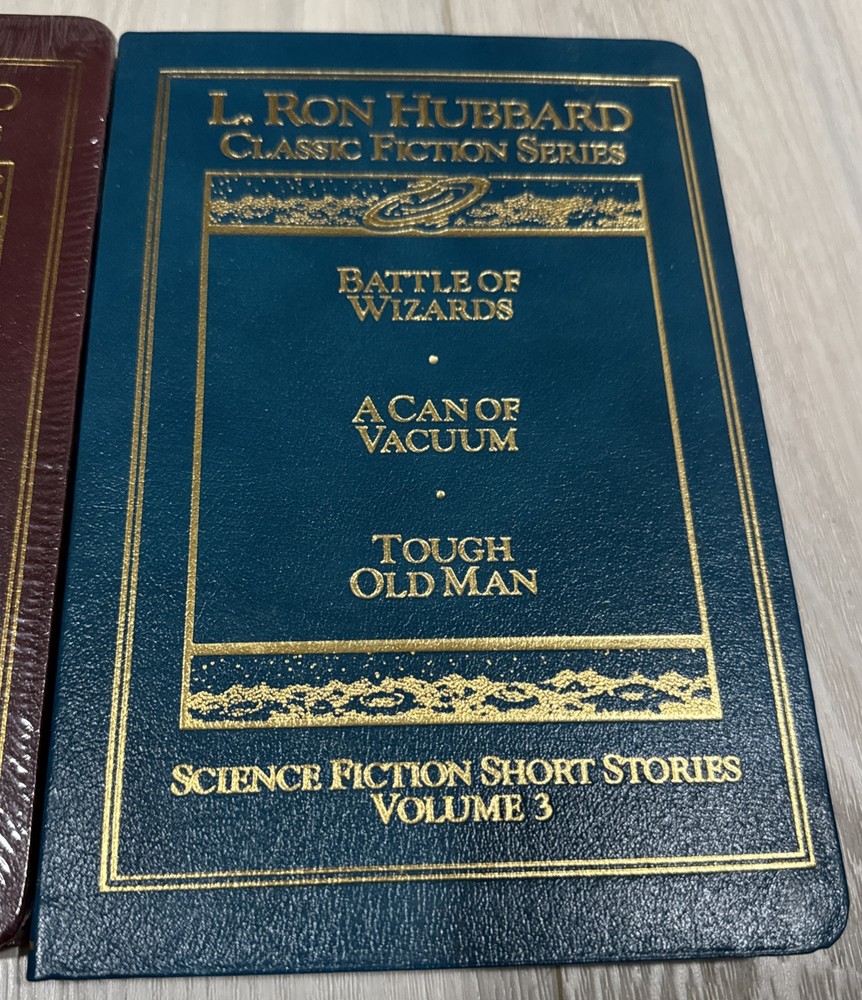 L. RON HUBBARD
CLASSIC FICTION SERIES
BATTLE OF
WIZARDS
A CAN OF
VACUUM
TOUGH
OLD MAN
SCIENCE FICTION SHORT STORIES
VOLUME 3